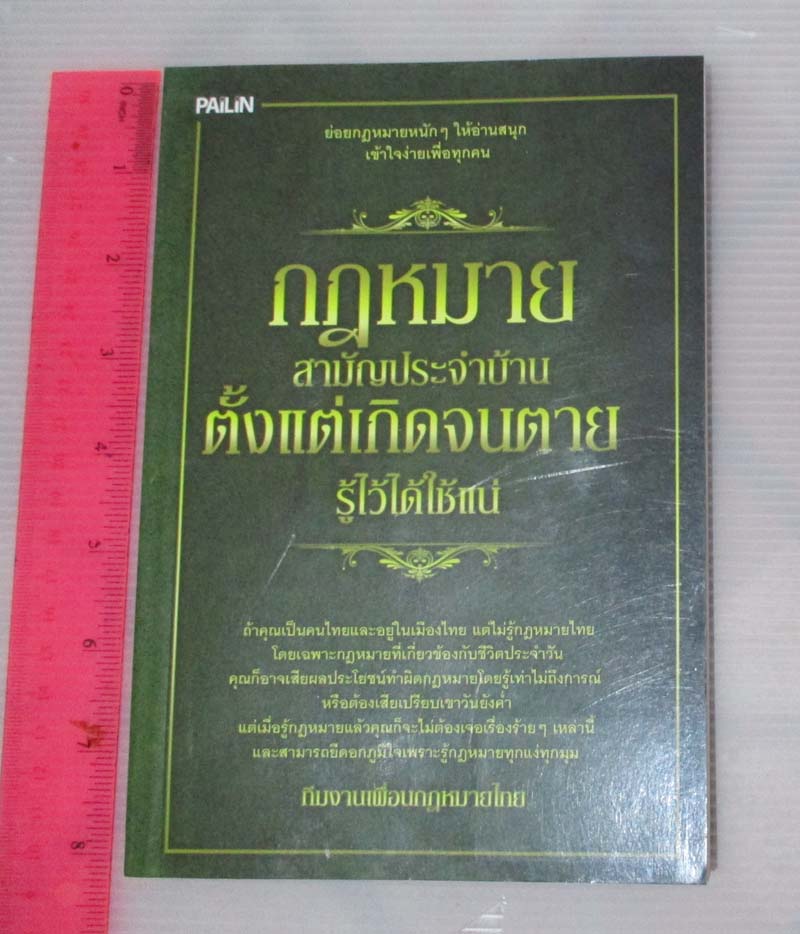 PAiLiN
ย่อยกฎหมายหนัก ๆ ให้อ่านสนุก
เข้าใจง่ายเพื่อทุกคน
กฎหมาย
สามัญประจำบ้าน
ตั้งแต่เกิดจนตาย
รู้ไว้ได้ใช้แน่
ถ้าคุณเป็นคนไทยและอยู่ในเมืองไทย แต่ไม่รู้กฎหมายไทย
โดยเฉพาะกฎหมายที่เกี่ยวข้องกับชีวิตประจำวัน
คุณก็อาจเสียผลประโยชน์ทำผิดกฎหมายโดยรู้เท่าไม่ถึงการณ์
หรือต้องเสียเปรียบเขาวันยังค่ำ
แต่เมื่อรู้กฎหมายแล้วคุณก็จะไม่ต้องเจอเรื่องร้าย ๆ เหล่านี้
และสามารถยืดอกภูมิใจเพราะรู้กฎหมายทุกแง่ทุกมุม
ทีมงานเพื่อนกฎหมายไทย
0
1
2
3
4
5
6
7
8